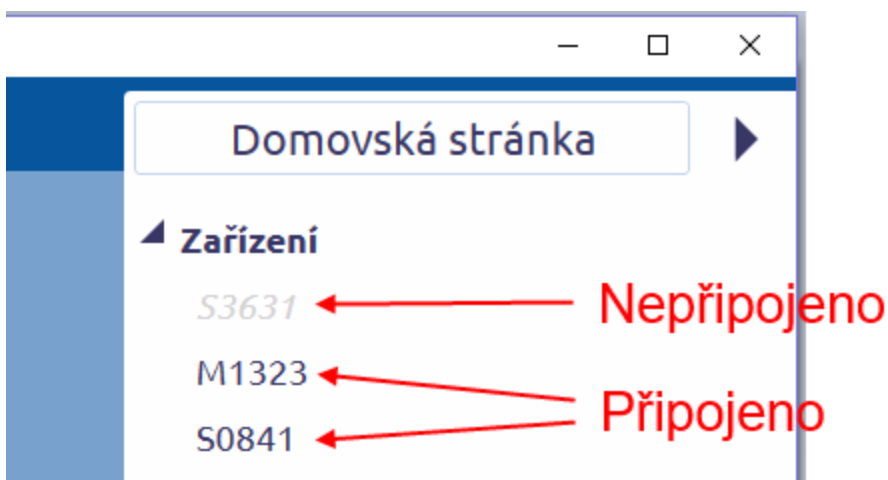 Domovská stránka
Zařízení
S3631
Nepřipojeno
M1323
Připojeno
S0841